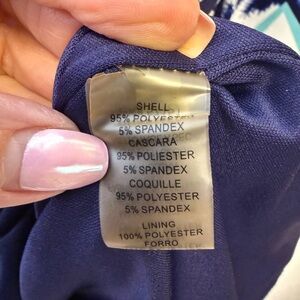 SHELL
95% POLYESTER
5% SPANDEX
CASCARA
95% POLIESTER
5% SPANDEX
COQUILLE
95% POLYESTER
5% SPANDEX
LINING
100% POLYESTER
FORRO